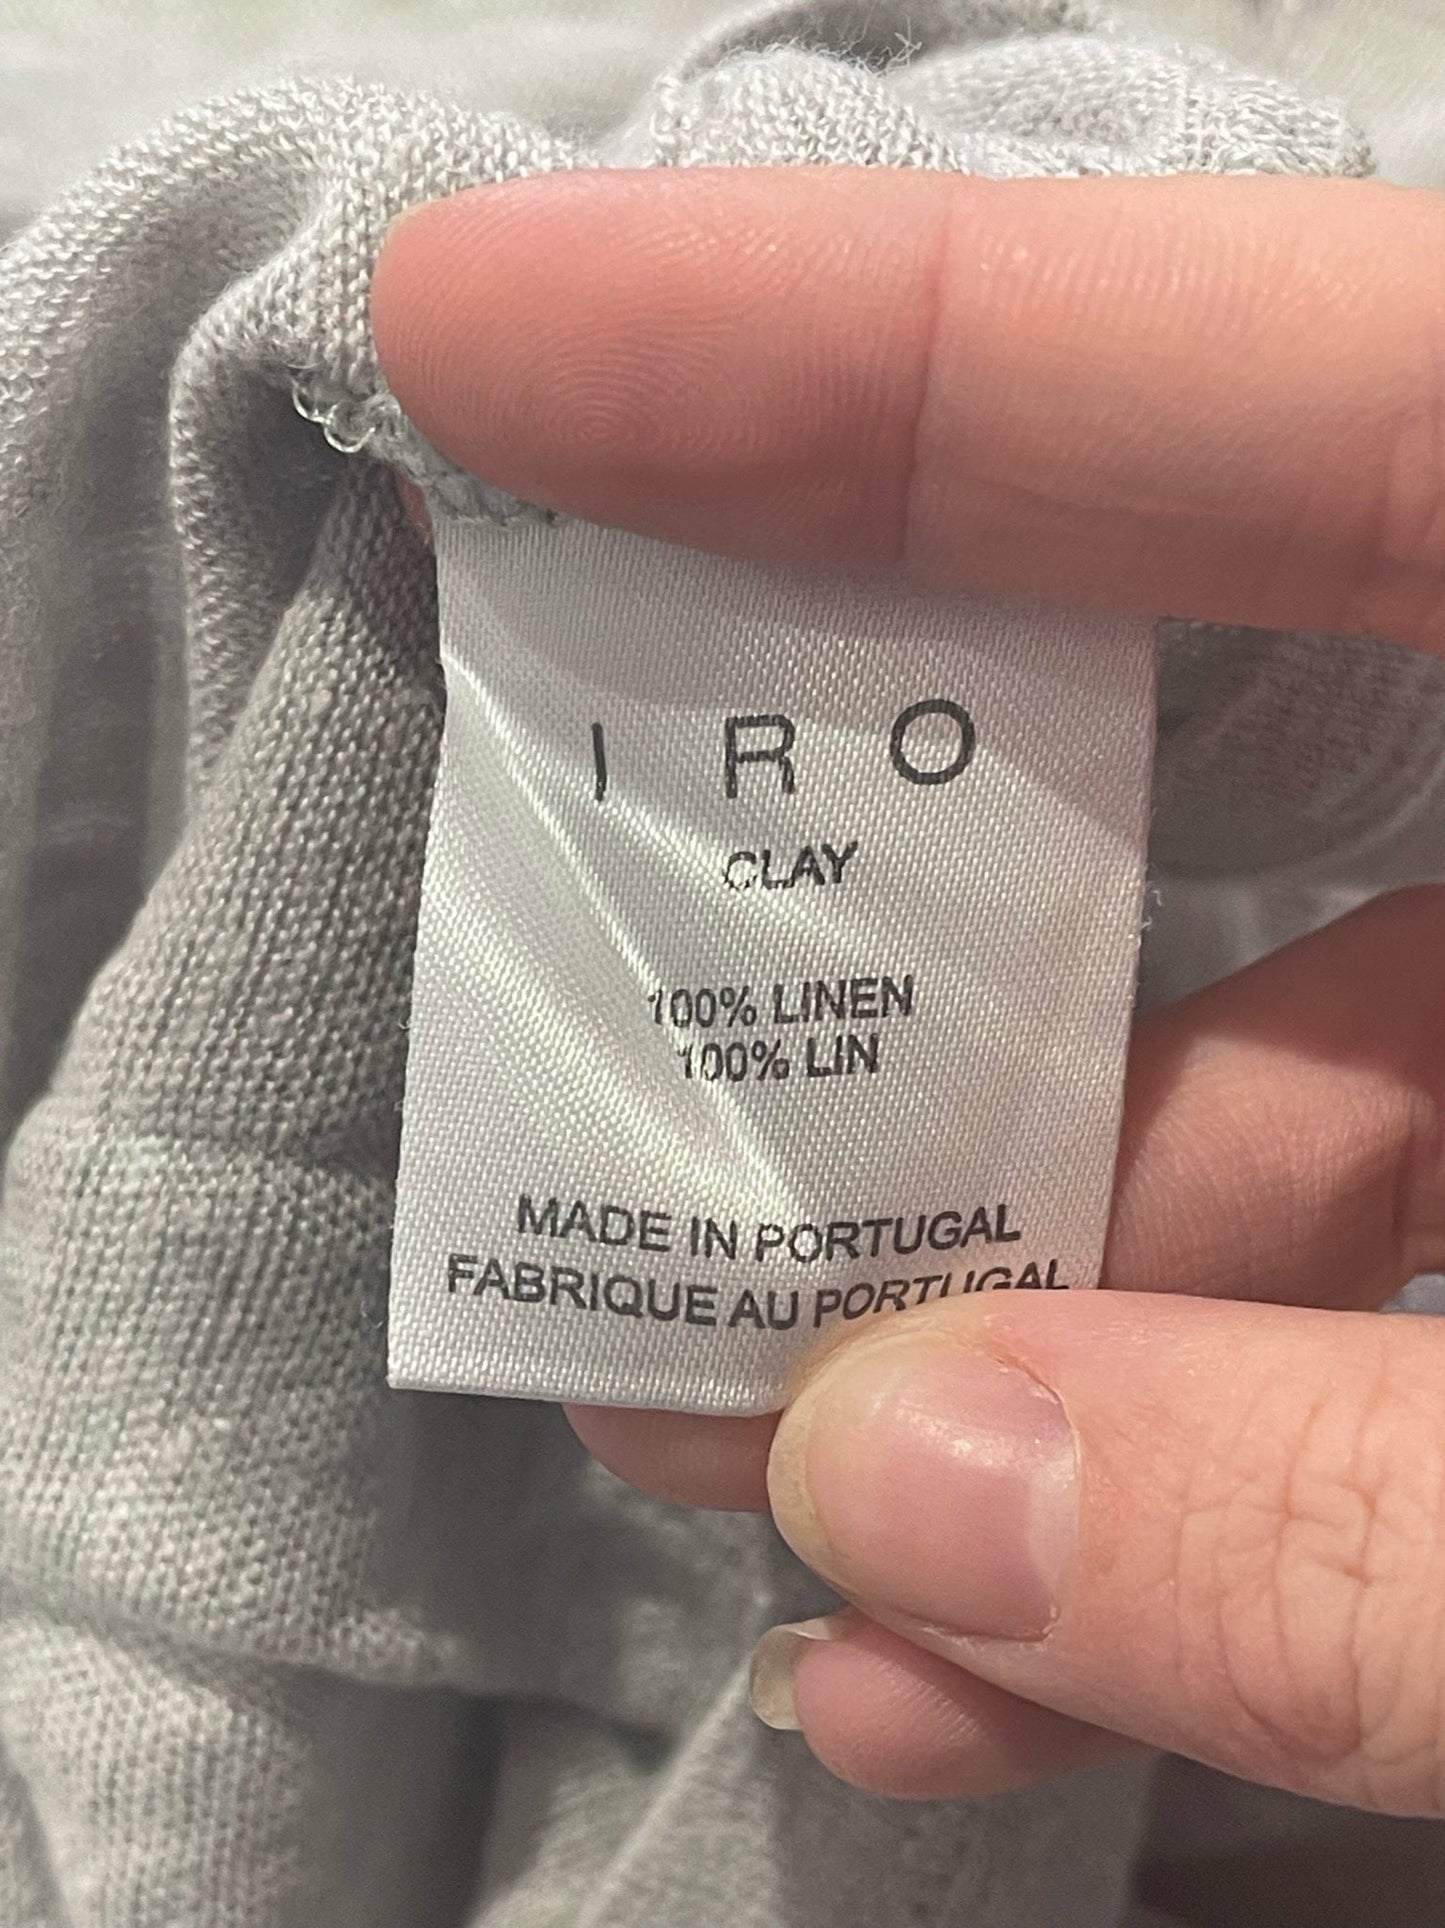 I R O
CLAY
100% LINEN
100% LIN
MADE IN PORTUGAL
FABRIQUE AU PORTUGAL